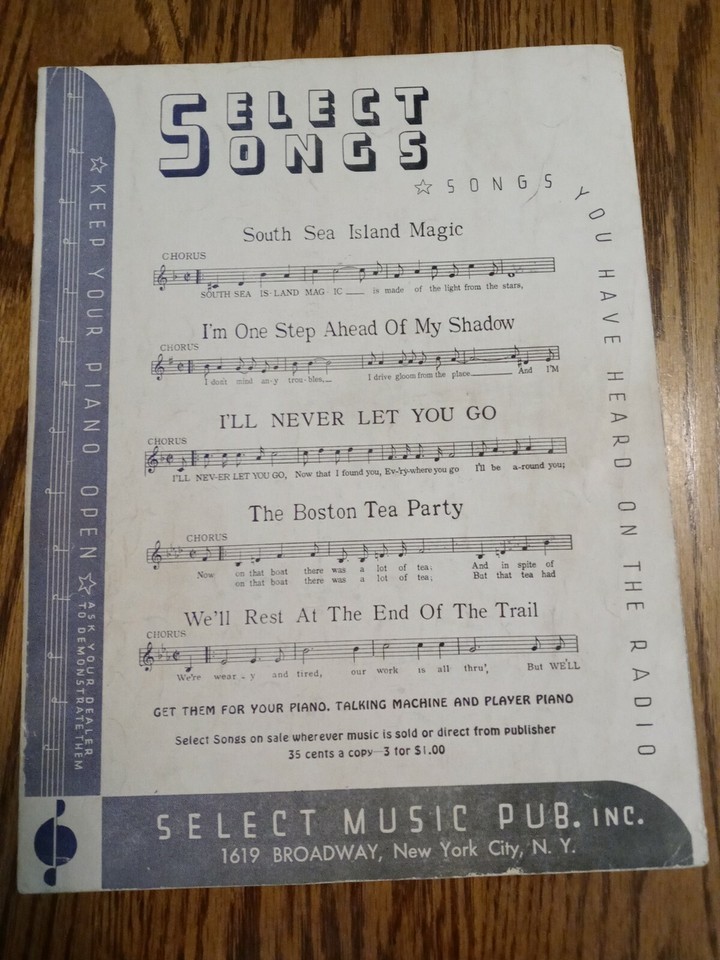 SELECT
SONGS
☆ SONGS YOU HAVE HEARD ON THE RADIO
☆ KEEP YOUR PIANO OPEN ☆ ASK YOUR DEALER
TO DEMONSTRATE THEM
South Sea Island Magic
CHORUS
SOUTH SEA IS-LAND MAG-IC ___ is made of the light from the stars,
I'm One Step Ahead Of My Shadow
CHORUS
I don't mind an-y trou-bles,__ I drive gloom from the place____ And I'M
I'LL NEVER LET YOU GO
CHORUS
I'LL NEV-ER LET YOU GO, Now that I found you, Ev-'ry-where you go I'll be a-round you;
The Boston Tea Party
CHORUS
Now on that boat there was a lot of tea; And in spite of
on that boat there was a lot of tea; But that tea had
We'll Rest At The End Of The Trail
CHORUS
We're wear-y and tired, our work is all thru', But WE'LL
GET THEM FOR YOUR PIANO. TALKING MACHINE AND PLAYER PIANO
Select Songs on sale wherever music is sold or direct from publisher
35 cents a copy—3 for $1.00
SELECT MUSIC PUB. INC.
1619 BROADWAY, New York City, N. Y.